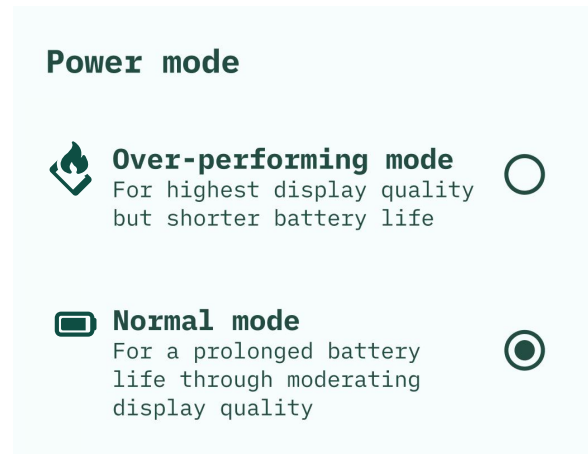 Power mode
Over-performing mode
For highest display quality
but shorter battery life
Normal mode
For a prolonged battery
life through moderating
display quality